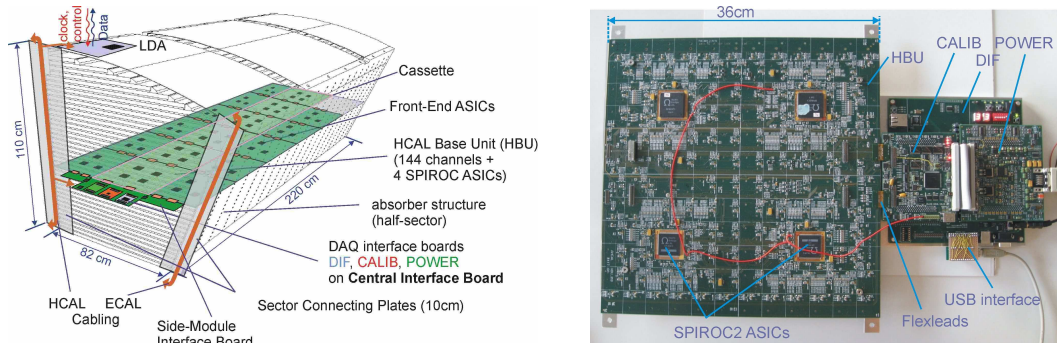 clock,
control
Data
LDA
Cassette
Front-End ASICs
HCAL Base Unit (HBU)
(144 channels +
4 SPIROC ASICs)
absorber structure
(half-sector)
DAQ interface boards
DIF, CALIB, POWER
on Central Interface Board
Sector Connecting Plates (10cm)
110 cm
82 cm
220 cm
HCAL
Cabling
ECAL
Side-Module
Interface Board
36cm
HBU
CALIB
DIF
POWER
USB interface
Flexleads
SPIROC2 ASICs